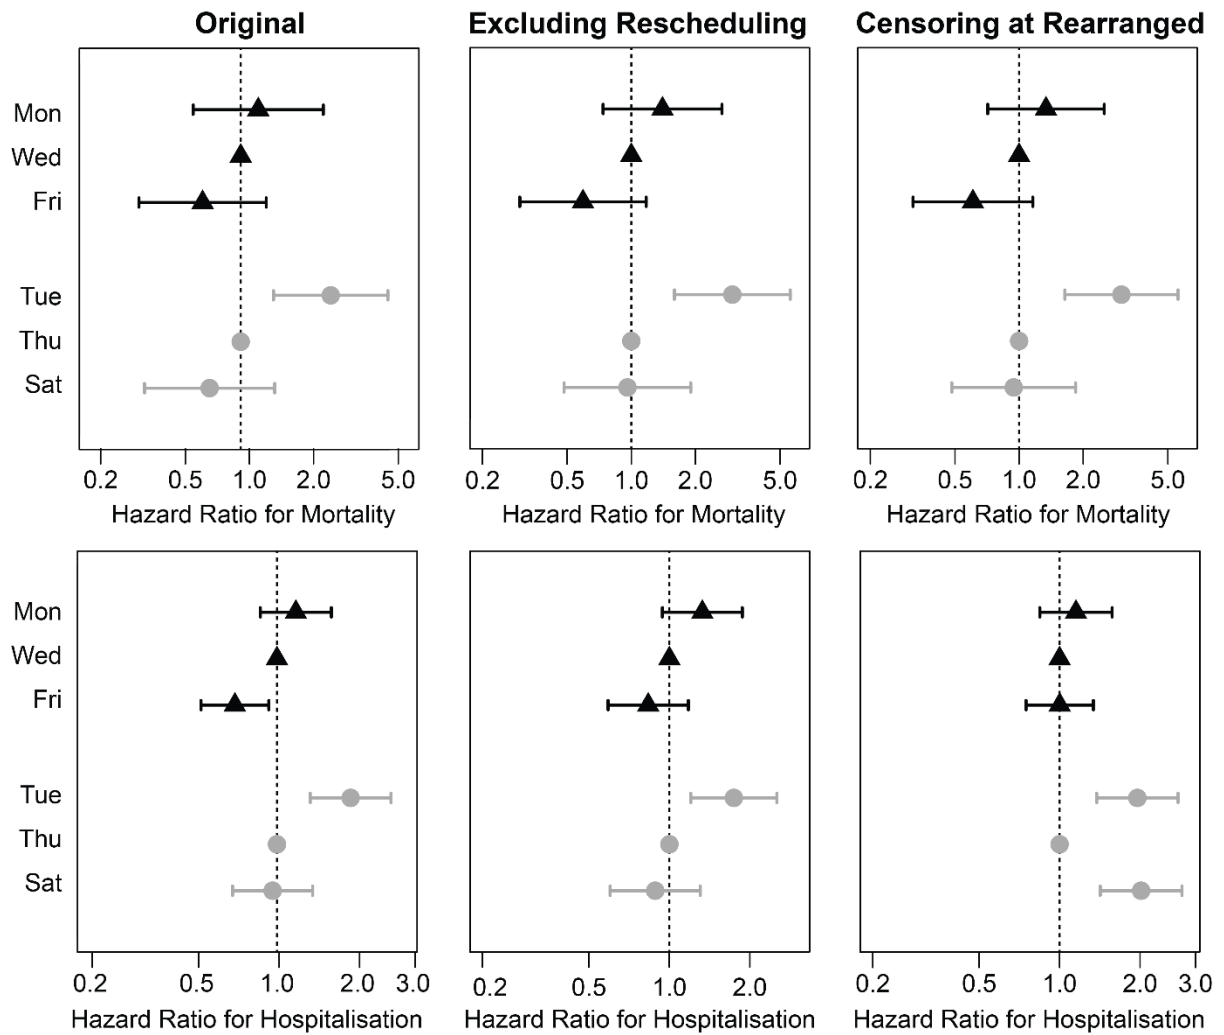 Original Excluding Rescheduling Censoring at Rearranged
Mon
Wed
Fri
Tue
Thu
Sat
0.2 0.5 1.0 2.0 5.0 0.2 0.5 1.0 2.0 5.0 0.2 0.5 1.0 2.0 5.0
Hazard Ratio for Mortality Hazard Ratio for Mortality Hazard Ratio for Mortality
Mon
Wed
Fri
Tue
Thu
Sat
0.2 0.5 1.0 2.0 3.0 0.2 0.5 1.0 2.0 0.2 0.5 1.0 2.0 3.0
Hazard Ratio for Hospitalisation Hazard Ratio for Hospitalisation Hazard Ratio for Hospitalisation